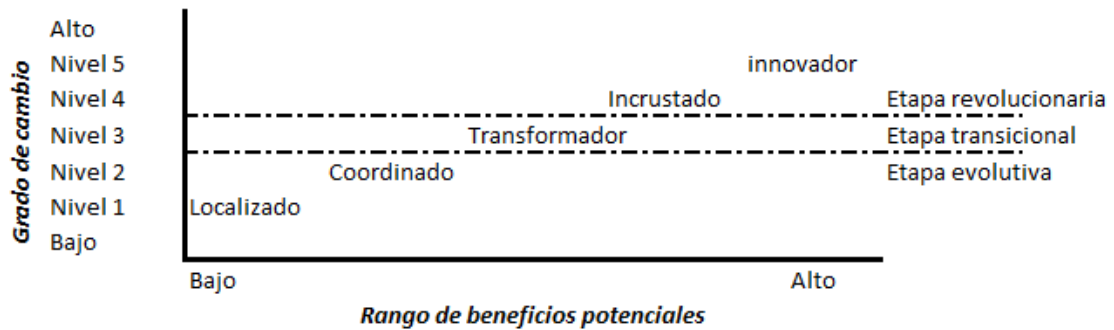 Grado de cambio
Alto
Nivel 5 innovador
Nivel 4 Incrustado Etapa revolucionaria
Nivel 3 Transformador Etapa transicional
Nivel 2 Coordinado Etapa evolutiva
Nivel 1 Localizado
Bajo
Bajo Alto
Rango de beneficios potenciales